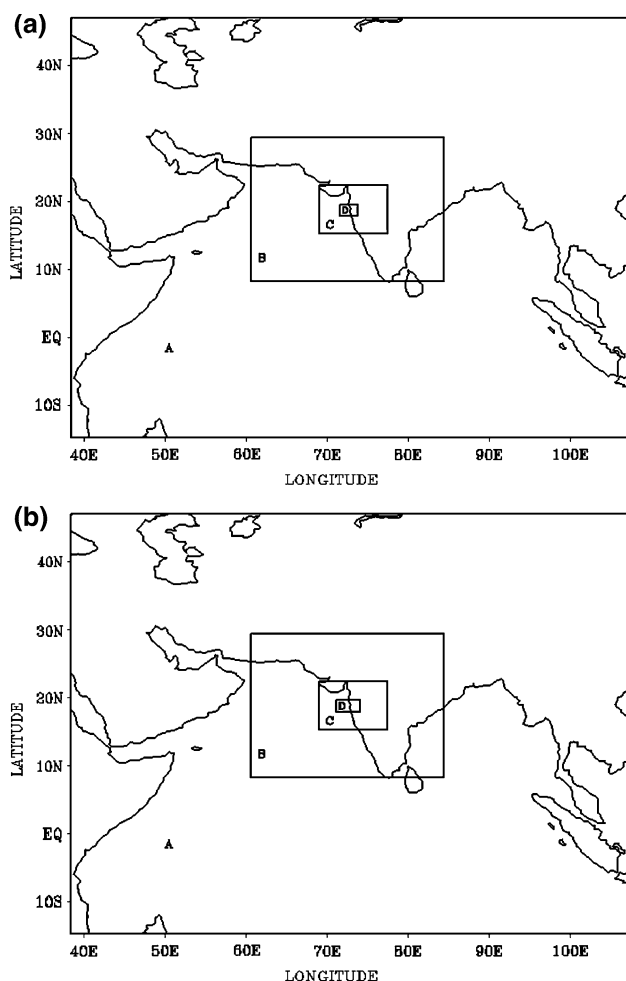 (a)
40N
30N
20N
10N
EQ
10S
LATITUDE
A
B
C
D
40E 50E 60E 70E 80E 90E 100E
LONGITUDE
(b)
40N
30N
20N
10N
EQ
10S
LATITUDE
A
B
C
D
40E 50E 60E 70E 80E 90E 100E
LONGITUDE